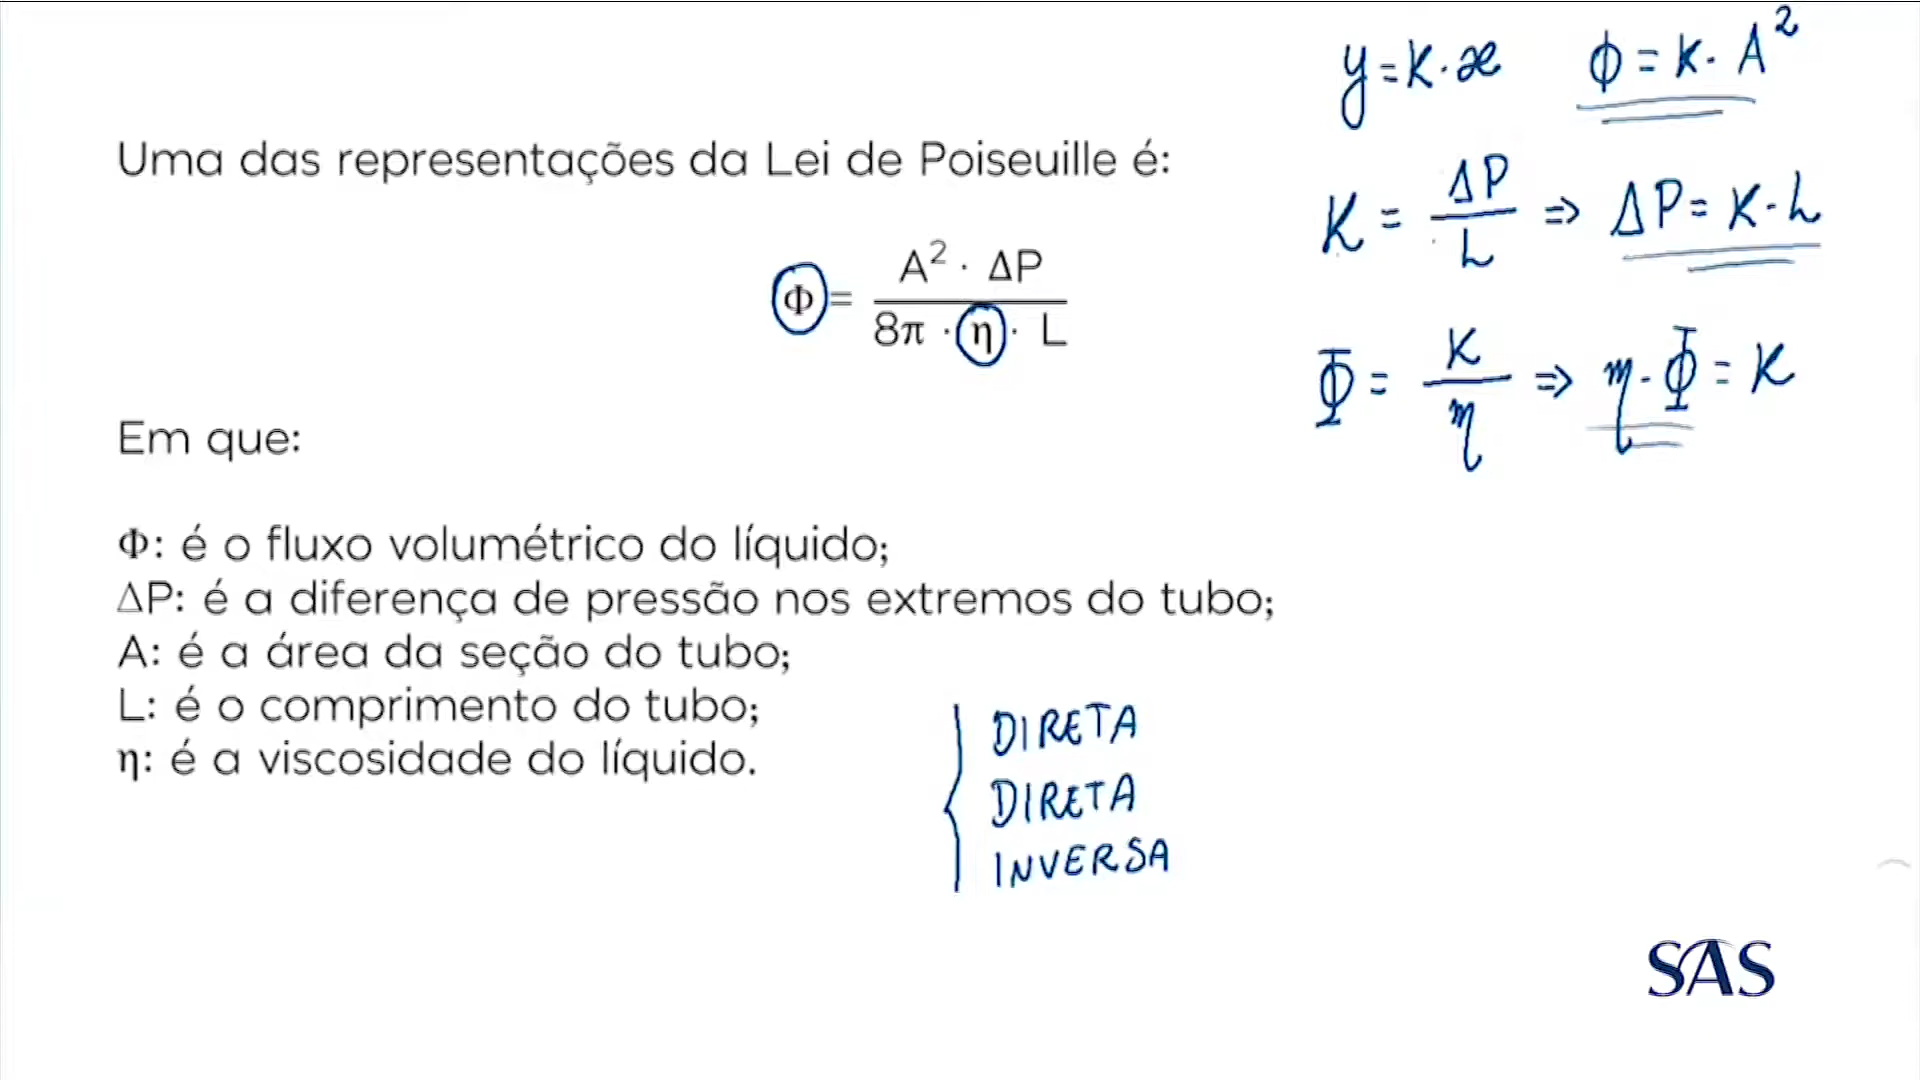 y = K · x    ϕ = K · A²
Uma das representações da Lei de Poiseuille é:
K = ΔP / L ⇒ ΔP = K · L
Φ = A² · ΔP / 8π · η · L
Φ = K / η ⇒ η · Φ = K
Em que:
Φ: é o fluxo volumétrico do líquido;
ΔP: é a diferença de pressão nos extremos do tubo;
A: é a área da seção do tubo;
L: é o comprimento do tubo;
η: é a viscosidade do líquido.
DIRETA
DIRETA
INVERSA
SAS